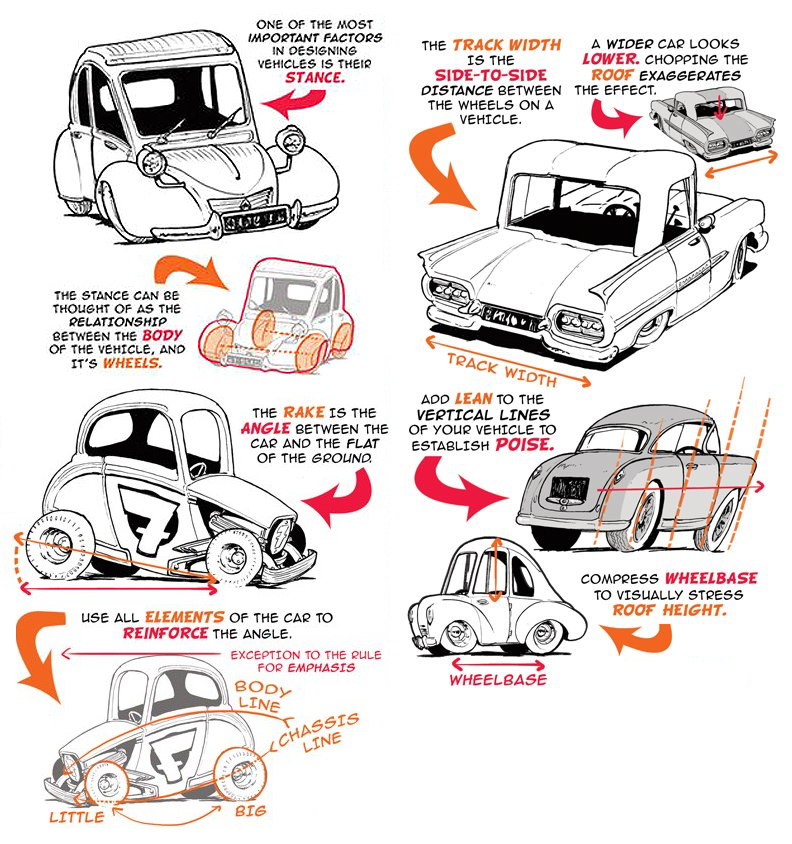 ONE OF THE MOST
IMPORTANT FACTORS
IN DESIGNING
VEHICLES IS THEIR
STANCE.
THE STANCE CAN BE
THOUGHT OF AS THE
RELATIONSHIP
BETWEEN THE BODY
OF THE VEHICLE, AND
IT'S WHEELS.
THE RAKE IS THE
ANGLE BETWEEN THE
CAR AND THE FLAT
OF THE GROUND.
7
USE ALL ELEMENTS OF THE CAR TO
REINFORCE THE ANGLE.
EXCEPTION TO THE RULE
FOR EMPHASIS
BODY
LINE
CHASSIS
LINE
F
LITTLE
BIG
THE TRACK WIDTH
IS THE
SIDE-TO-SIDE
DISTANCE BETWEEN
THE WHEELS ON A
VEHICLE.
A WIDER CAR LOOKS
LOWER. CHOPPING THE
ROOF EXAGGERATES
THE EFFECT.
TRACK WIDTH
ADD LEAN TO THE
VERTICAL LINES
OF YOUR VEHICLE TO
ESTABLISH POISE.
COMPRESS WHEELBASE
TO VISUALLY STRESS
ROOF HEIGHT.
WHEELBASE